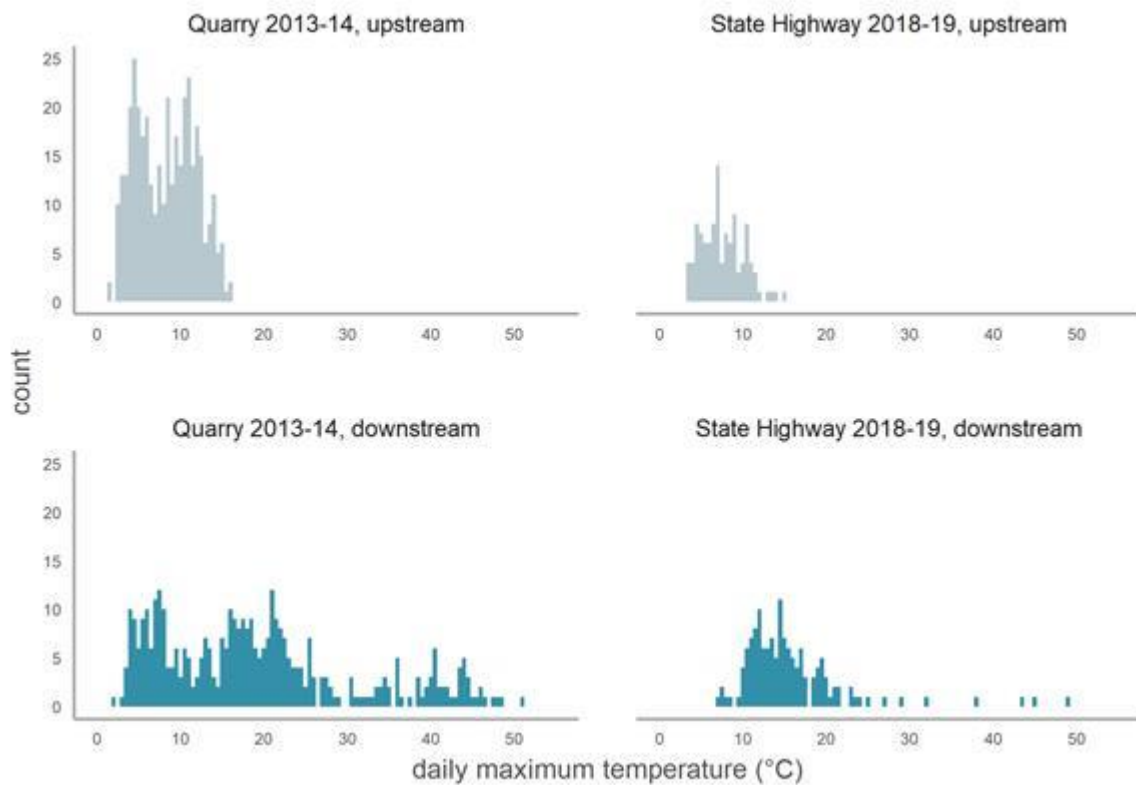 Quarry 2013-14, upstream
State Highway 2018-19, upstream
25
20
15
10
5
0
0 10 20 30 40 50
0 10 20 30 40 50
count
Quarry 2013-14, downstream
State Highway 2018-19, downstream
25
20
15
10
5
0
0 10 20 30 40 50
0 10 20 30 40 50
daily maximum temperature (°C)